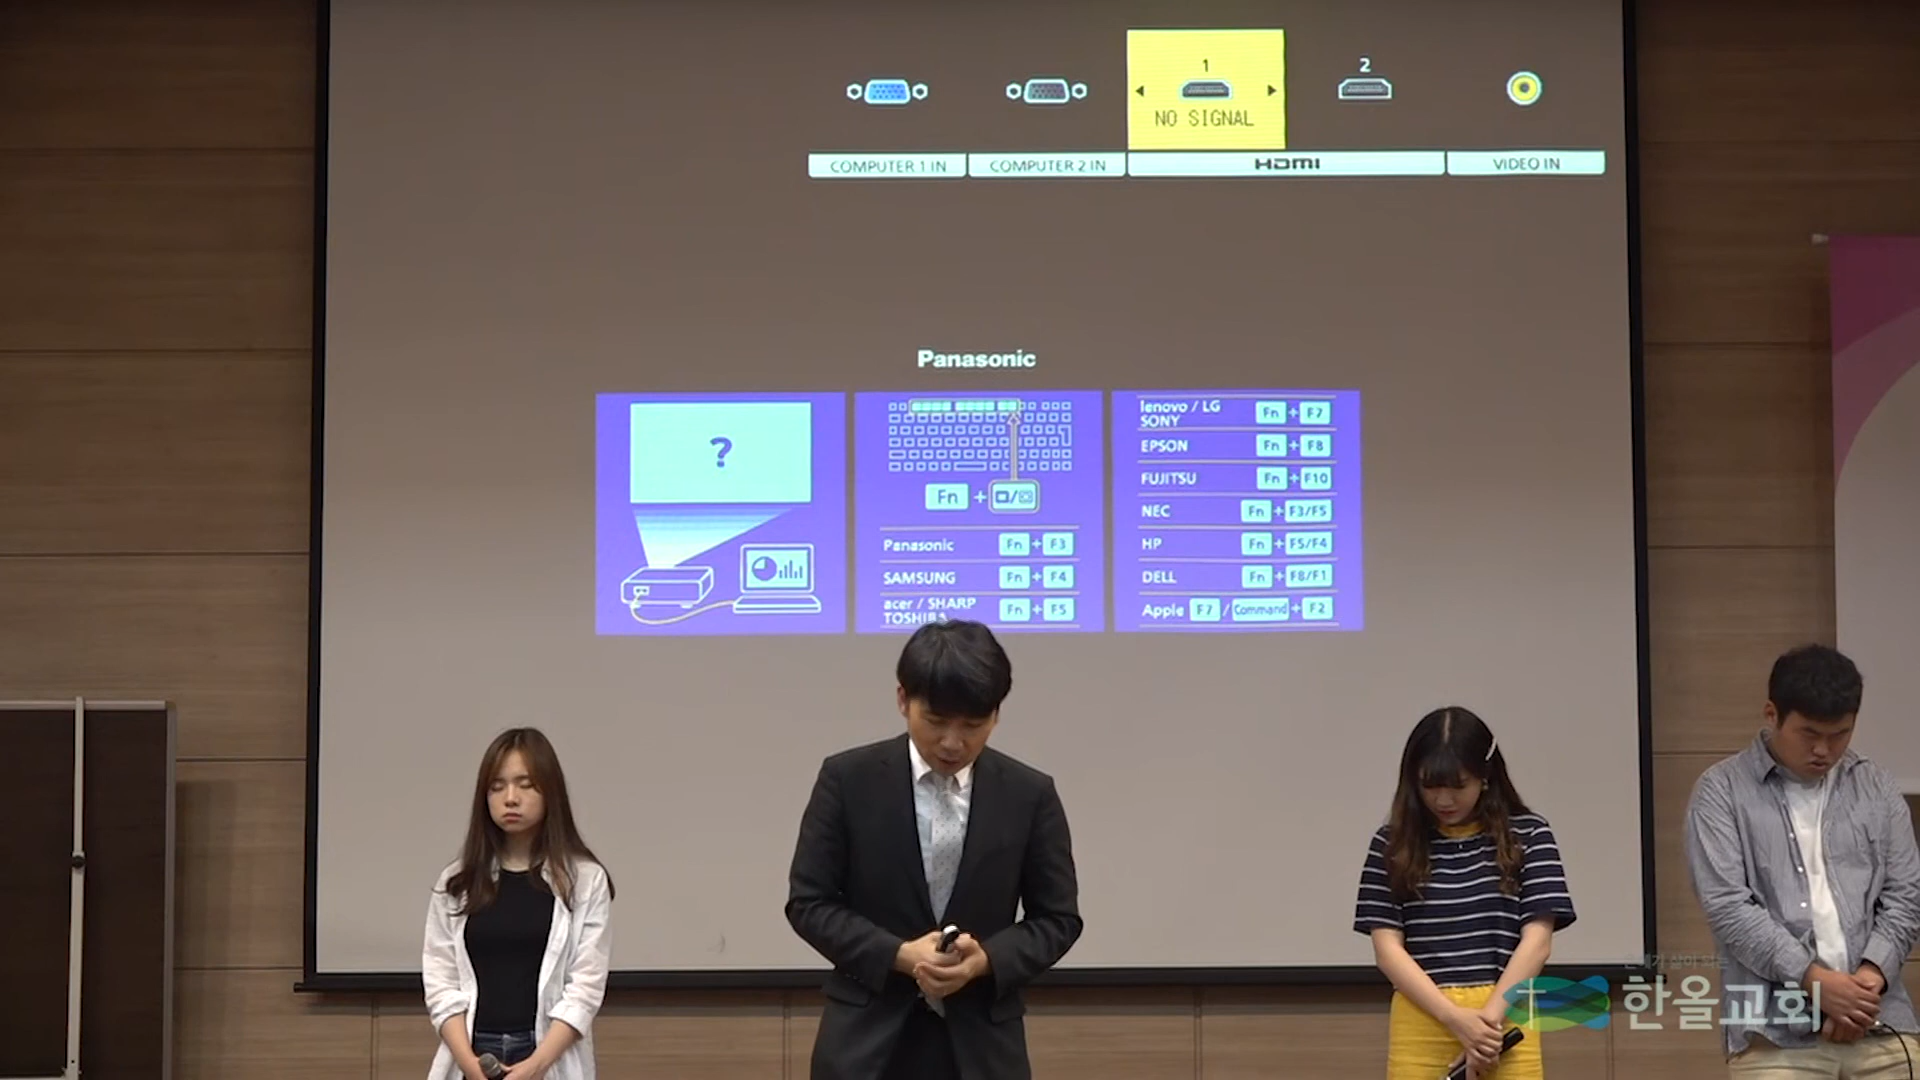 1
2
NO SIGNAL
COMPUTER 1 IN
COMPUTER 2 IN
HDMI
VIDEO IN
Panasonic
?
Fn +
Panasonic Fn + F3
SAMSUNG Fn + F4
acer / SHARP
TOSHIBA Fn + F5
lenovo / LG
SONY Fn + F7
EPSON Fn + F8
FUJITSU Fn + F10
NEC Fn + F3/F5
HP Fn + F5/F4
DELL Fn + F8/F1
Apple F7 / Command + F2
한올교회